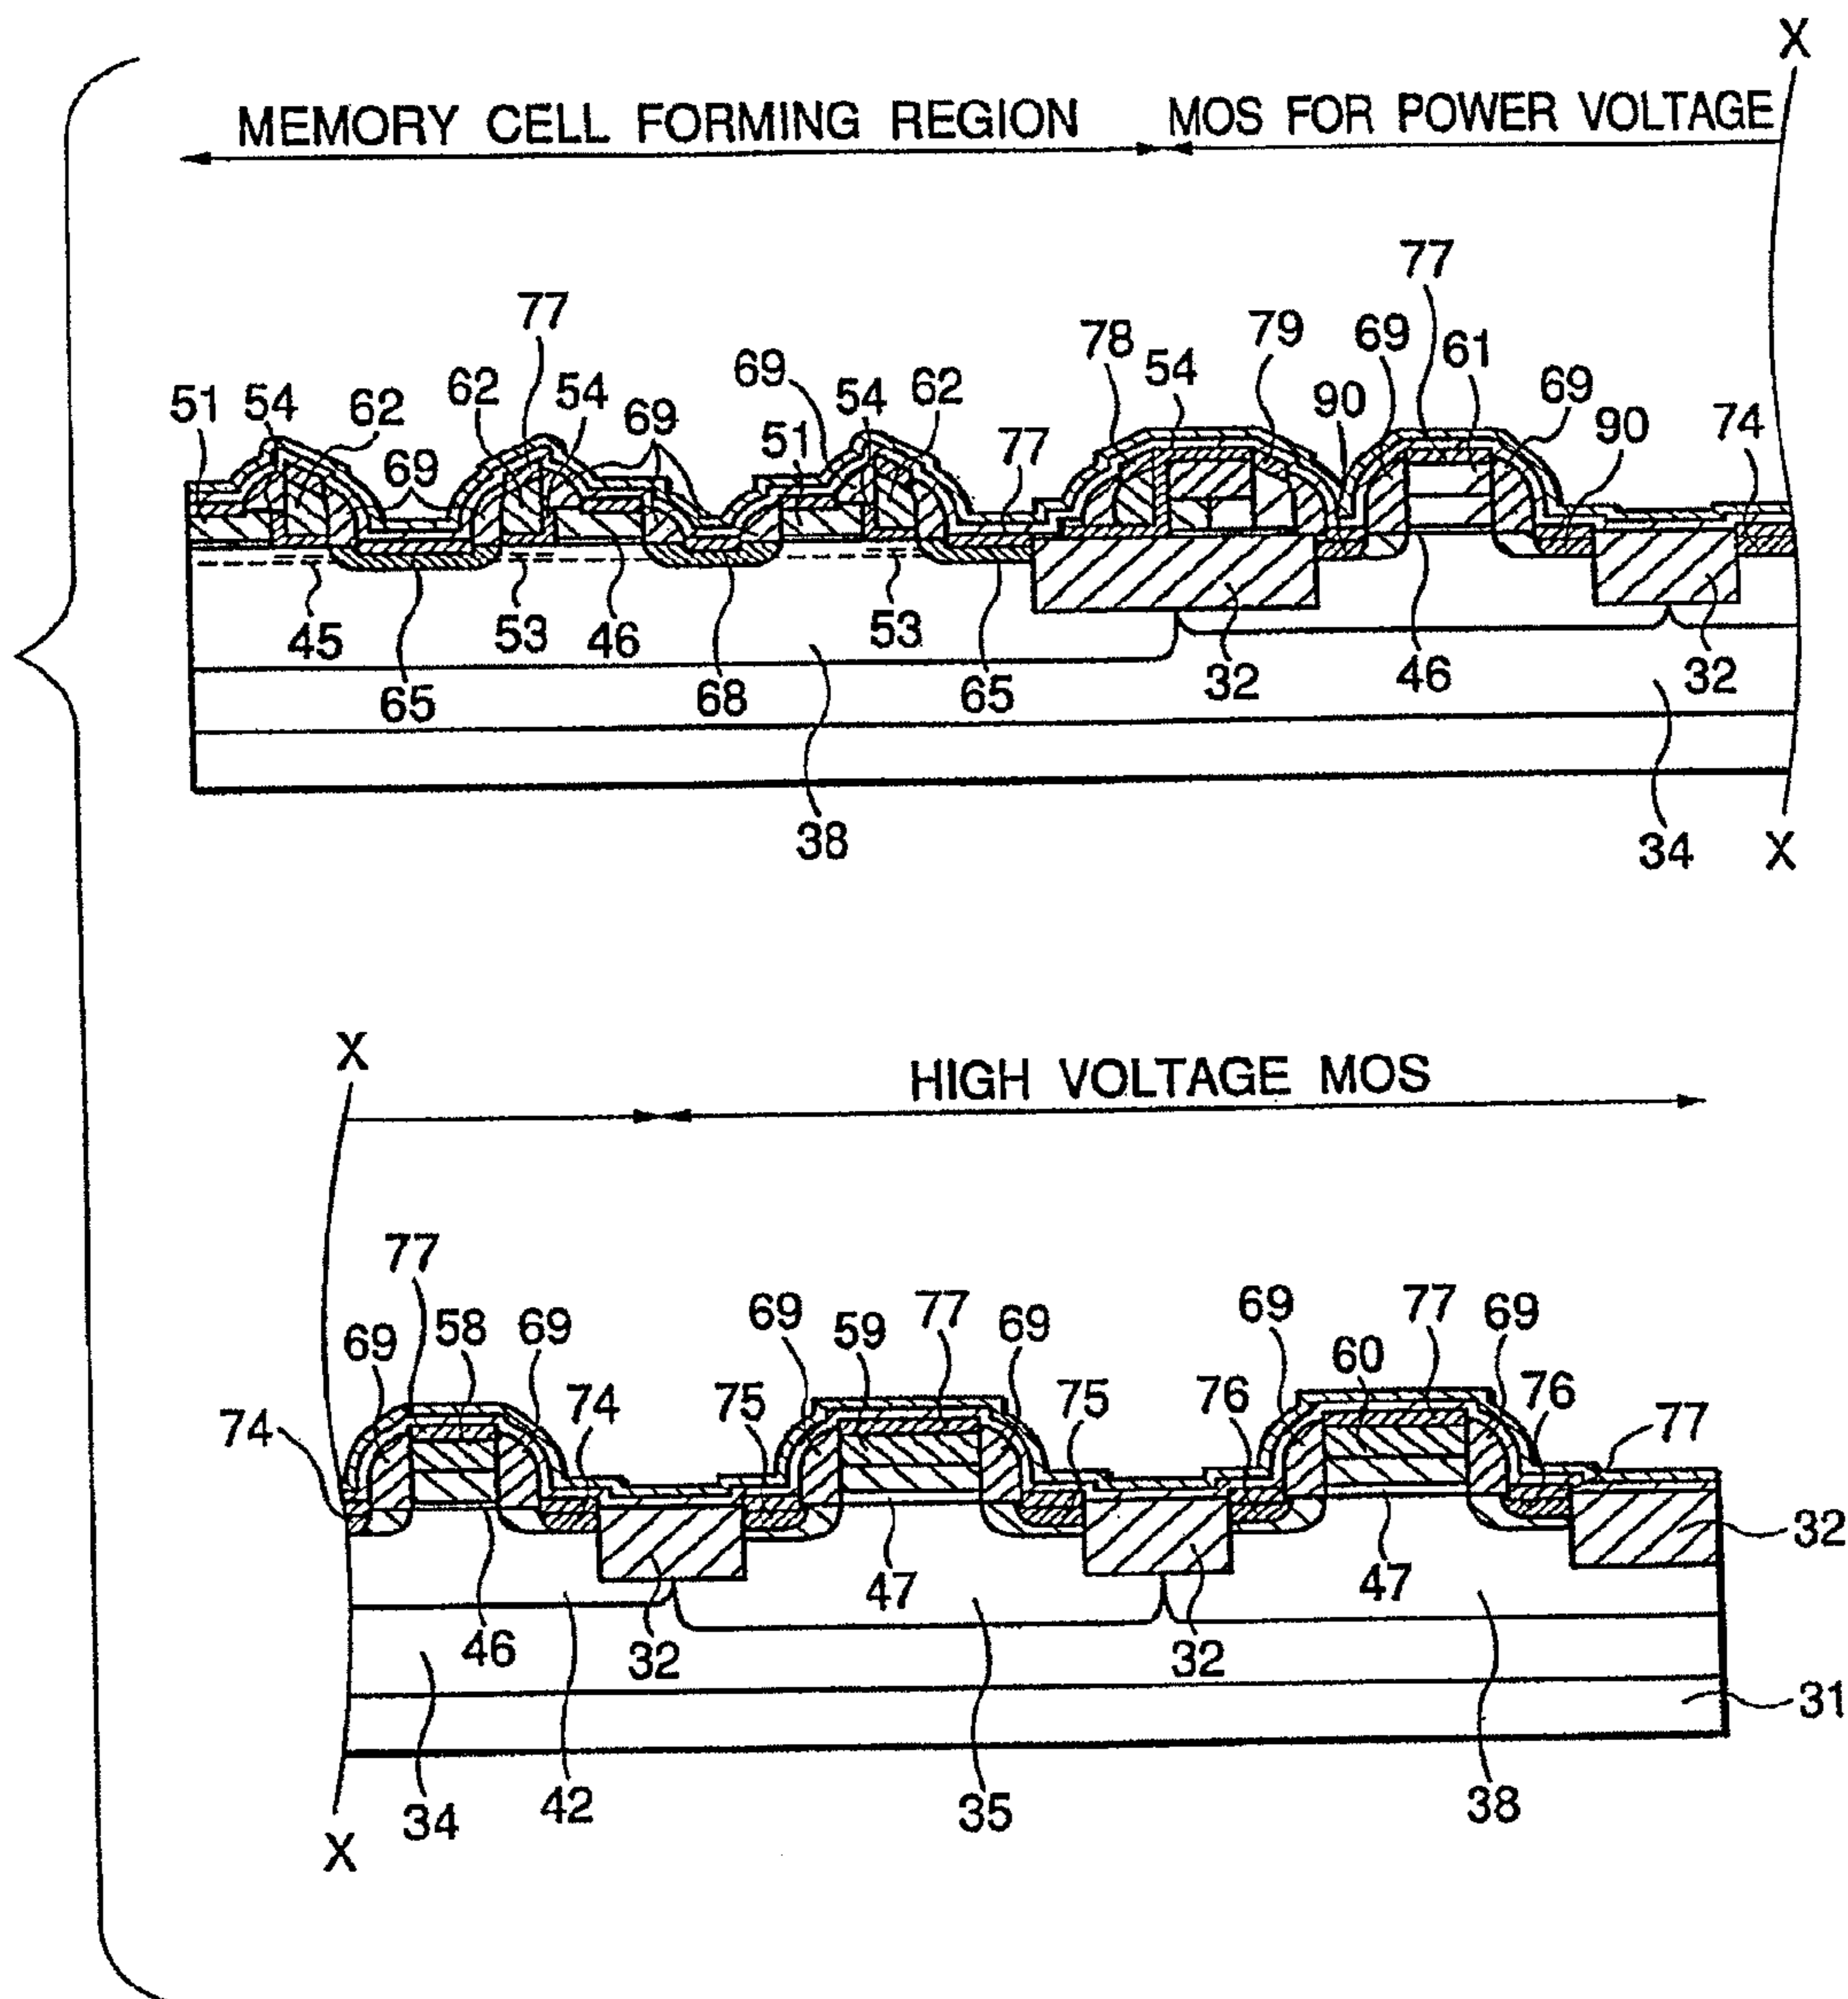 X
MEMORY CELL FORMING REGION MOS FOR POWER VOLTAGE
77
77
78 54 79 69 61
51 54 62 62 54 69 69 54 62 90 69 90 74
69 51 77
45 53 46 53
65 68 65 32 46 32
38 34 X
X
HIGH VOLTAGE MOS
77
69 58 69 69 59 77 69 69 60 77 69
74 74 75 75 76 76 77
32
47 47
46 32 32
31
34 42 35 38
X